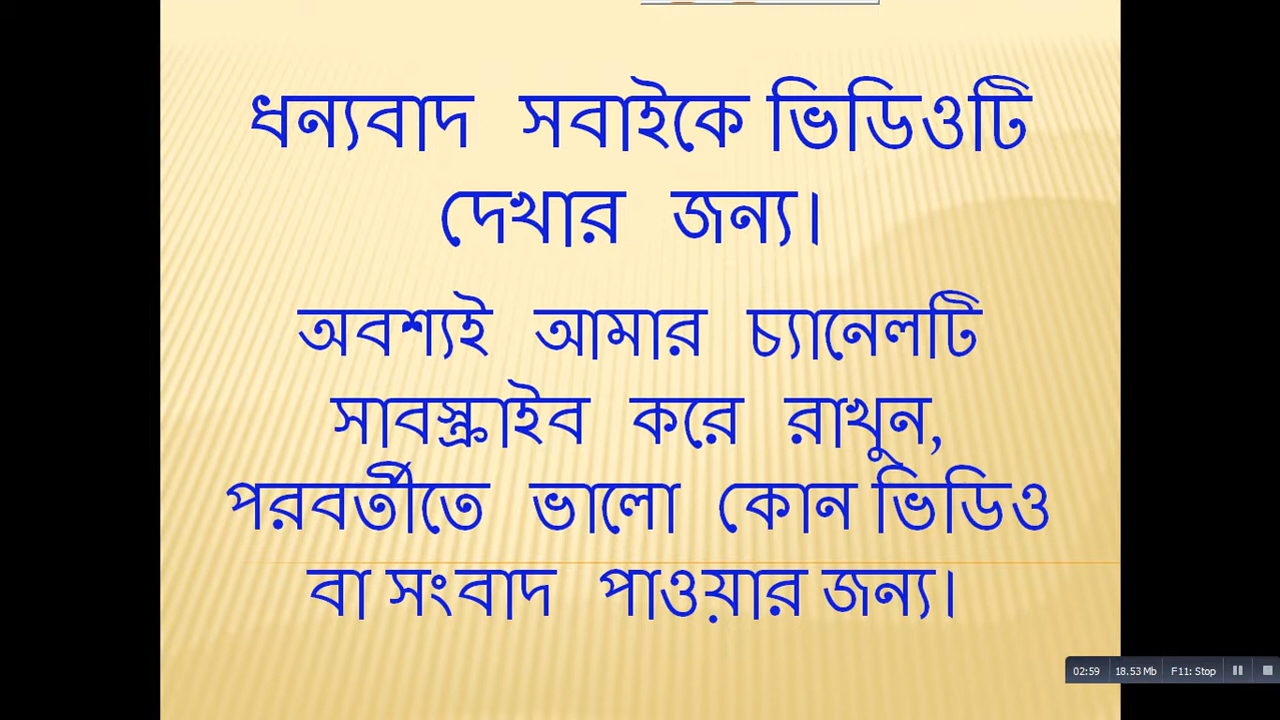 ধন্যবাদ সবাইকে ভিডিওটি
দেখার জন্য।
অবশ্যই আমার চ্যানেলটি
সাবস্ক্রাইব করে রাখুন,
পরবর্তীতে ভালো কোন ভিডিও
বা সংবাদ পাওয়ার জন্য।
02:59 18.53 Mb F11: Stop